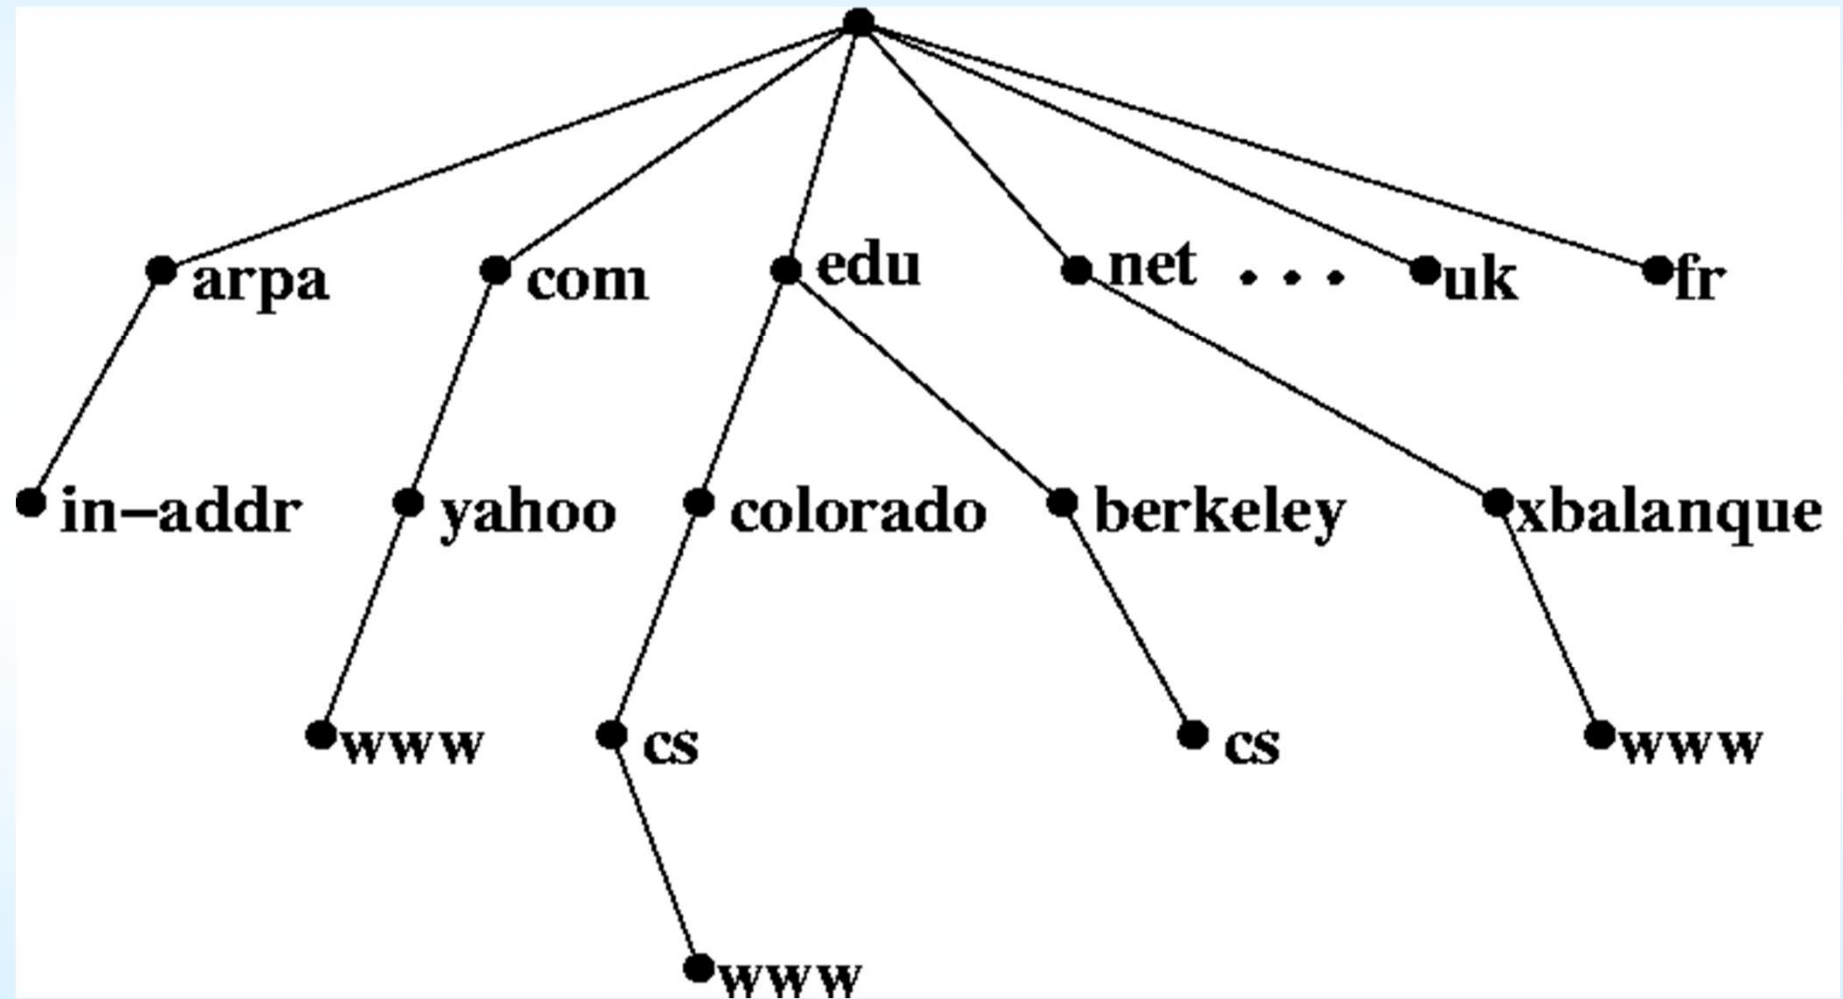 arpa com edu net . . . uk fr
in-addr yahoo colorado berkeley xbalanque
www cs cs www
www